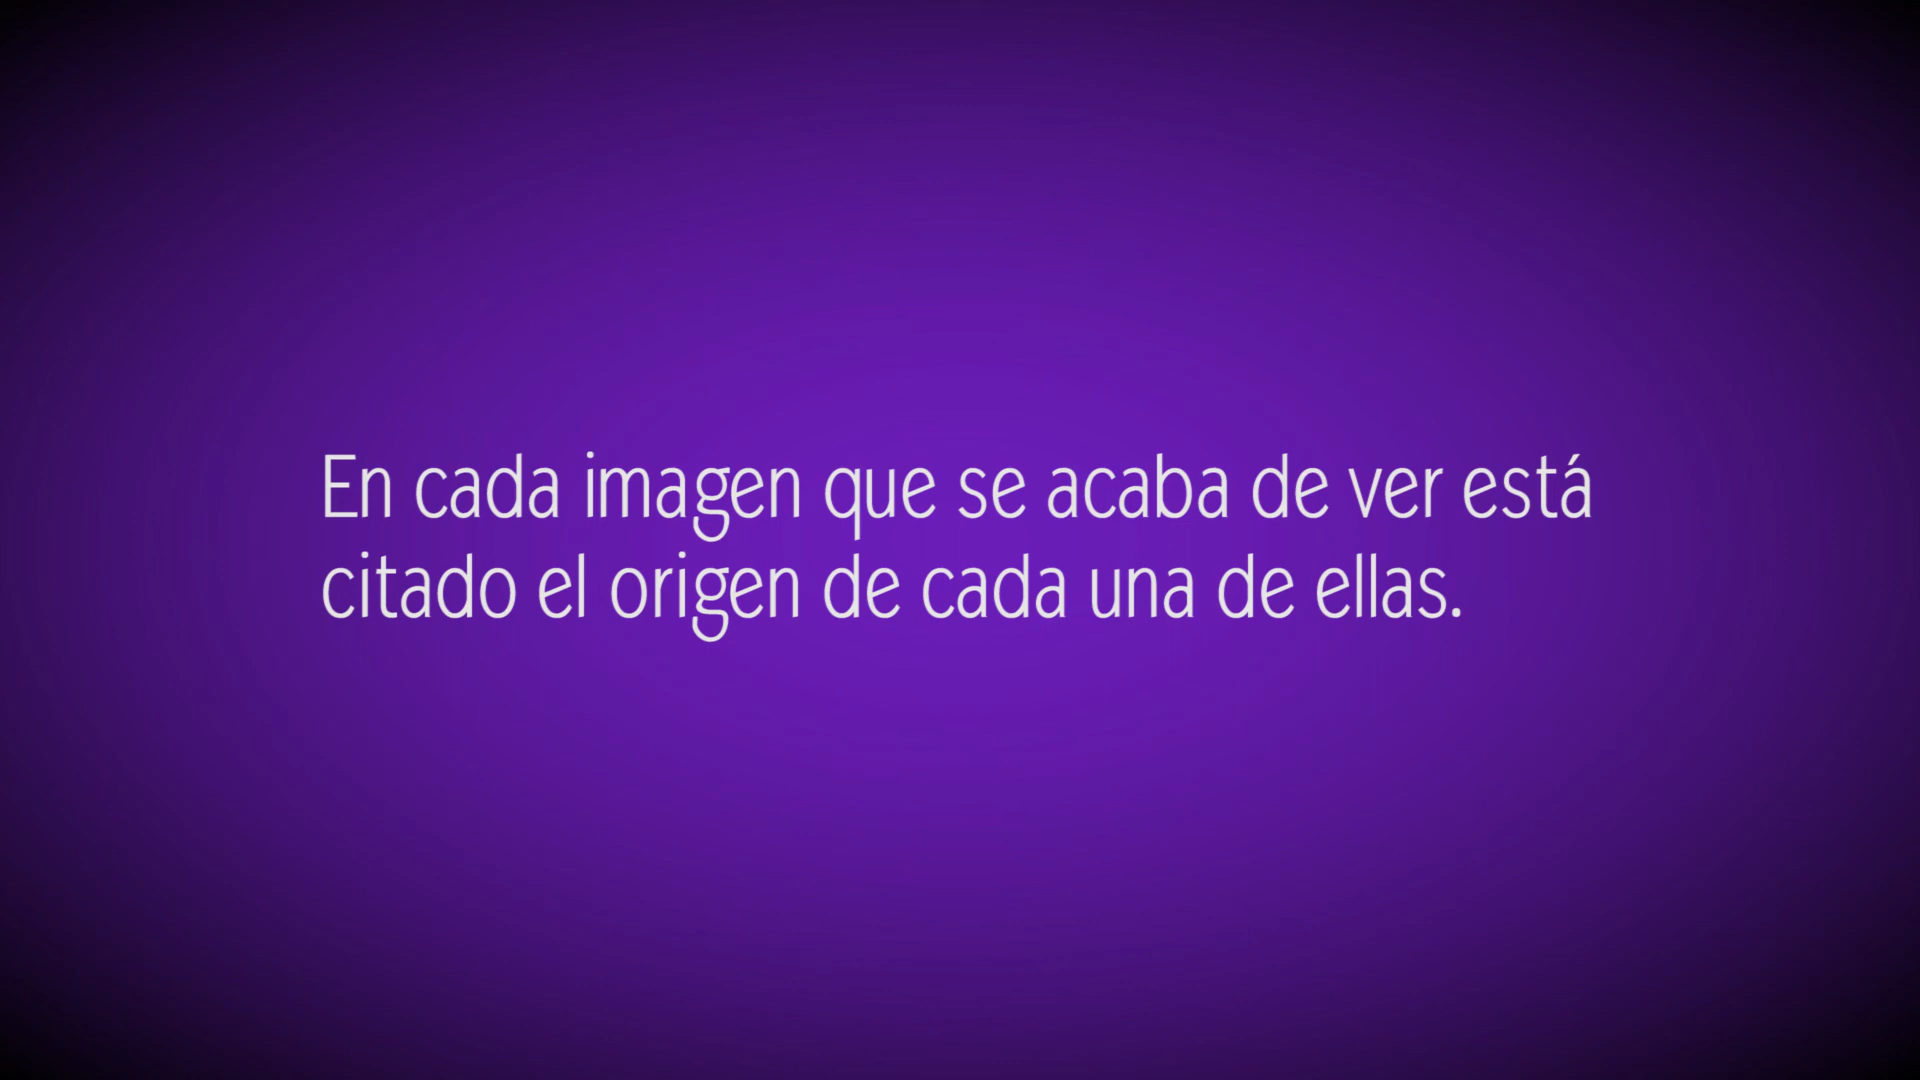 En cada imagen que se acaba de ver está
citado el origen de cada una de ellas.